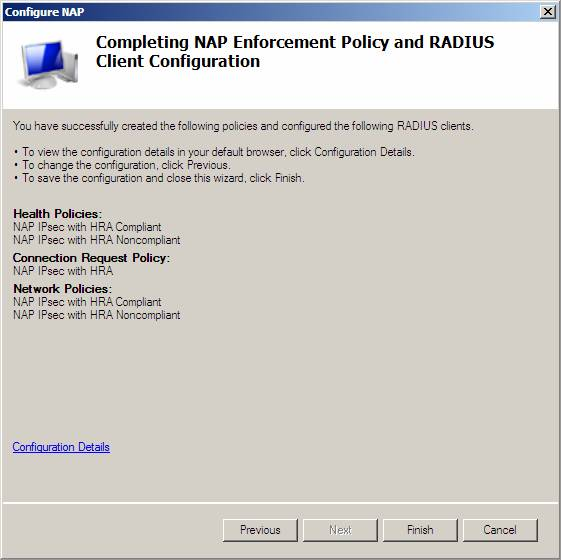 Configure NAP
Completing NAP Enforcement Policy and RADIUS
Client Configuration
You have successfully created the following policies and configured the following RADIUS clients.
• To view the configuration details in your default browser, click Configuration Details.
• To change the configuration, click Previous.
• To save the configuration and close this wizard, click Finish.
Health Policies:
NAP IPsec with HRA Compliant
NAP IPsec with HRA Noncompliant
Connection Request Policy:
NAP IPsec with HRA
Network Policies:
NAP IPsec with HRA Compliant
NAP IPsec with HRA Noncompliant
Configuration Details
Previous Next Finish Cancel